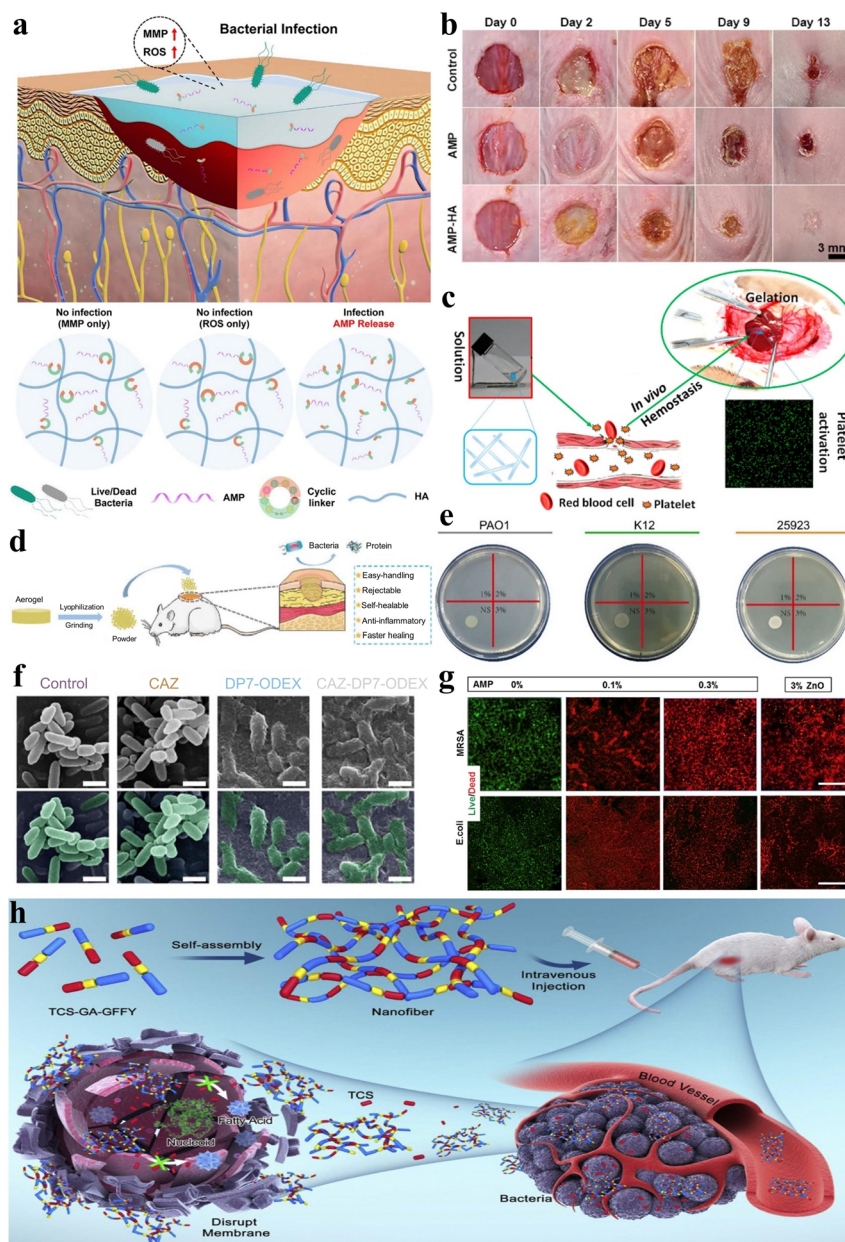 a
MMP ↑
ROS ↑
Bacterial Infection
No infection
(MMP only)
No infection
(ROS only)
Infection
AMP Release
Live/Dead
Bacteria
AMP
Cyclic
linker
HA
b
Day 0
Day 2
Day 5
Day 9
Day 13
Control
AMP
AMP-HA
3 mm
c
Solution
Gelation
In vivo
Hemostasis
Platelet
activation
Red blood cell
Platelet
d
Aerogel
Lyophilization
Grinding
Powder
Bacteria
Protein
Easy-handling
Rejectable
Self-healable
Anti-inflammatory
Faster healing
e
PAO1
K12
25923
1% 2%
NS 3%
1% 2%
NS 3%
1% 2%
NS 3%
f
Control
CAZ
DP7-ODEX
CAZ-DP7-ODEX
g
AMP
0%
0.1%
0.3%
3% ZnO
Live/Dead
MRSA
E.coli
h
TCS-GA-GFFY
Self-assembly
Nanofiber
Intravenous
Injection
Nucleoid
Fatty Acid
TCS
Disrupt
Membrane
Blood Vessel
Bacteria